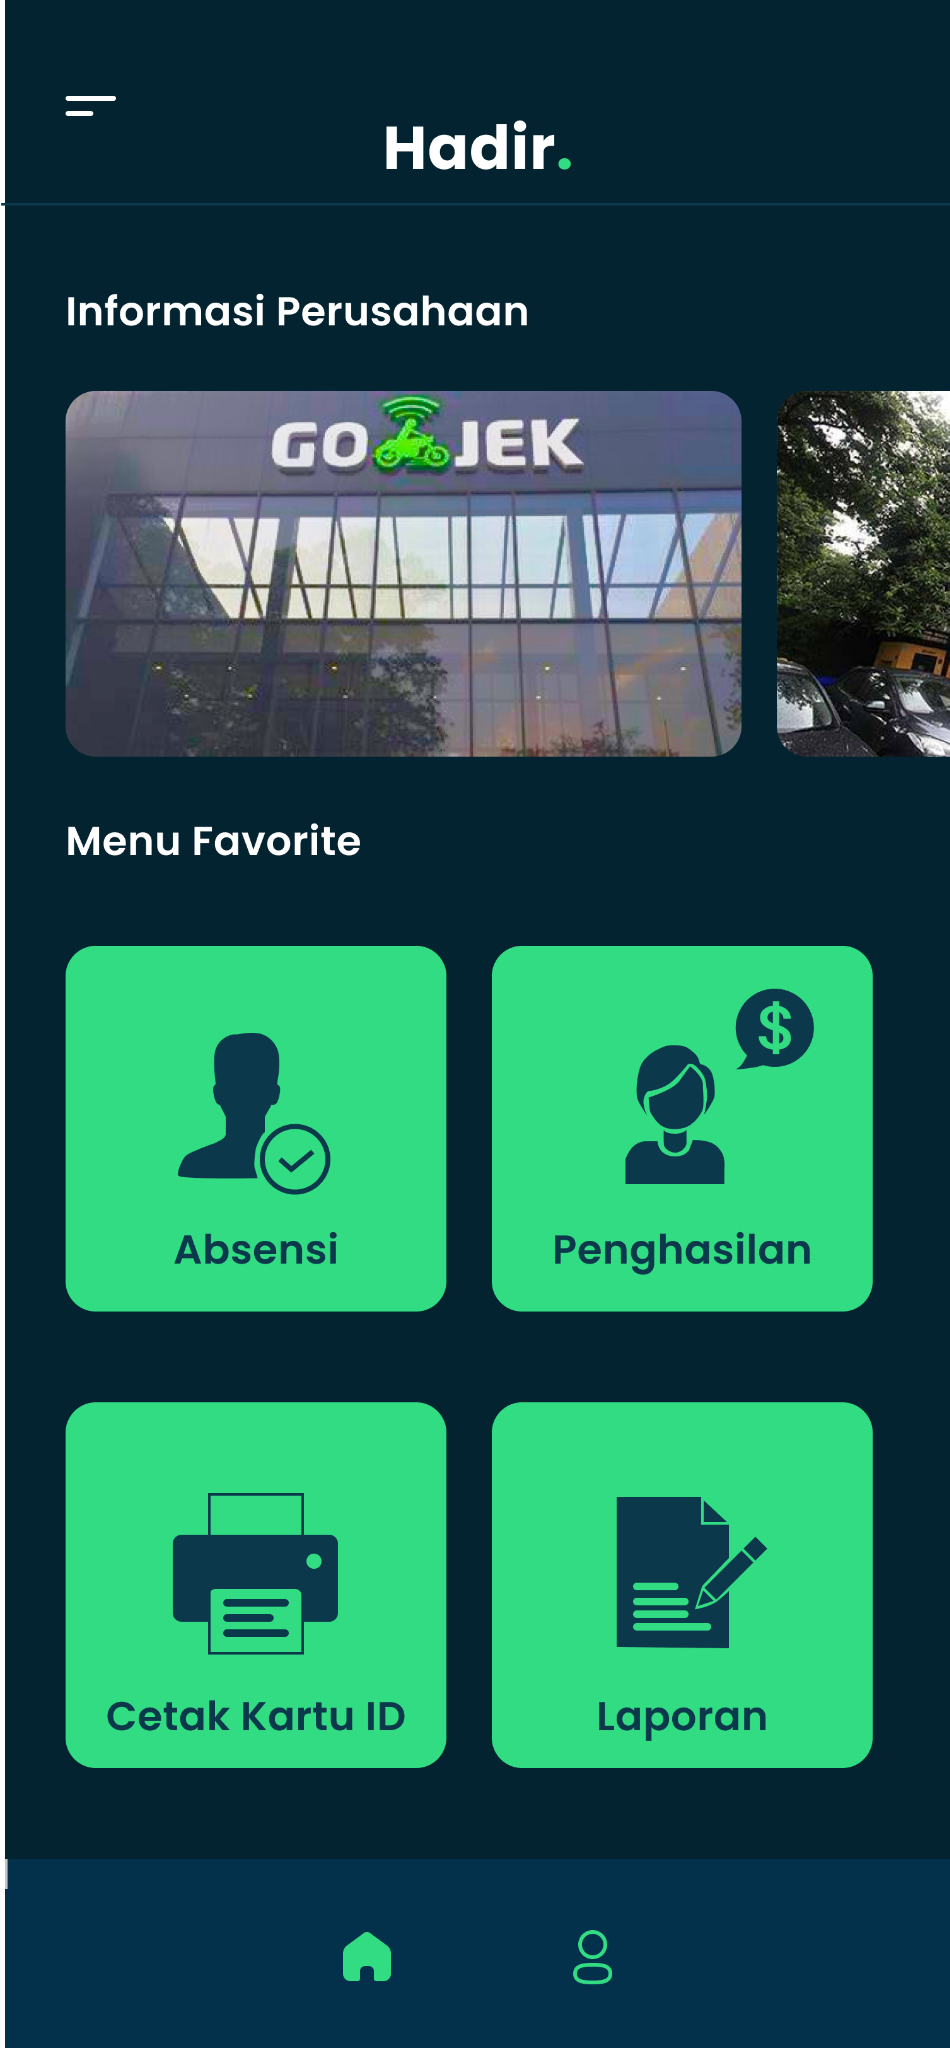 Hadir.
Informasi Perusahaan
GO JEK
Menu Favorite
$
Absensi
Penghasilan
Cetak Kartu ID
Laporan